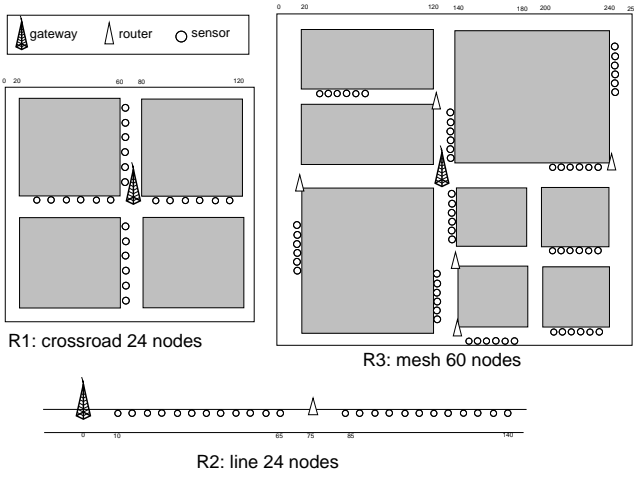 gateway router sensor
0 20 60 80 120
R1: crossroad 24 nodes
0 20 120 140 180 200 240 25
R3: mesh 60 nodes
0 10 65 75 85 140
R2: line 24 nodes